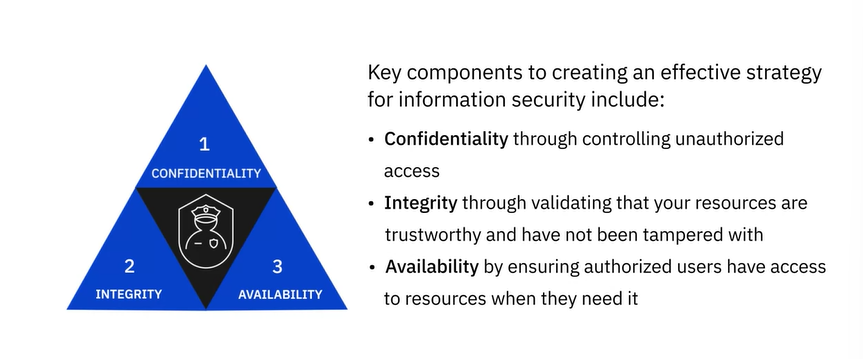 1
CONFIDENTIALITY
2
INTEGRITY
3
AVAILABILITY
Key components to creating an effective strategy
for information security include:
• Confidentiality through controlling unauthorized
access
• Integrity through validating that your resources are
trustworthy and have not been tampered with
• Availability by ensuring authorized users have access
to resources when they need it